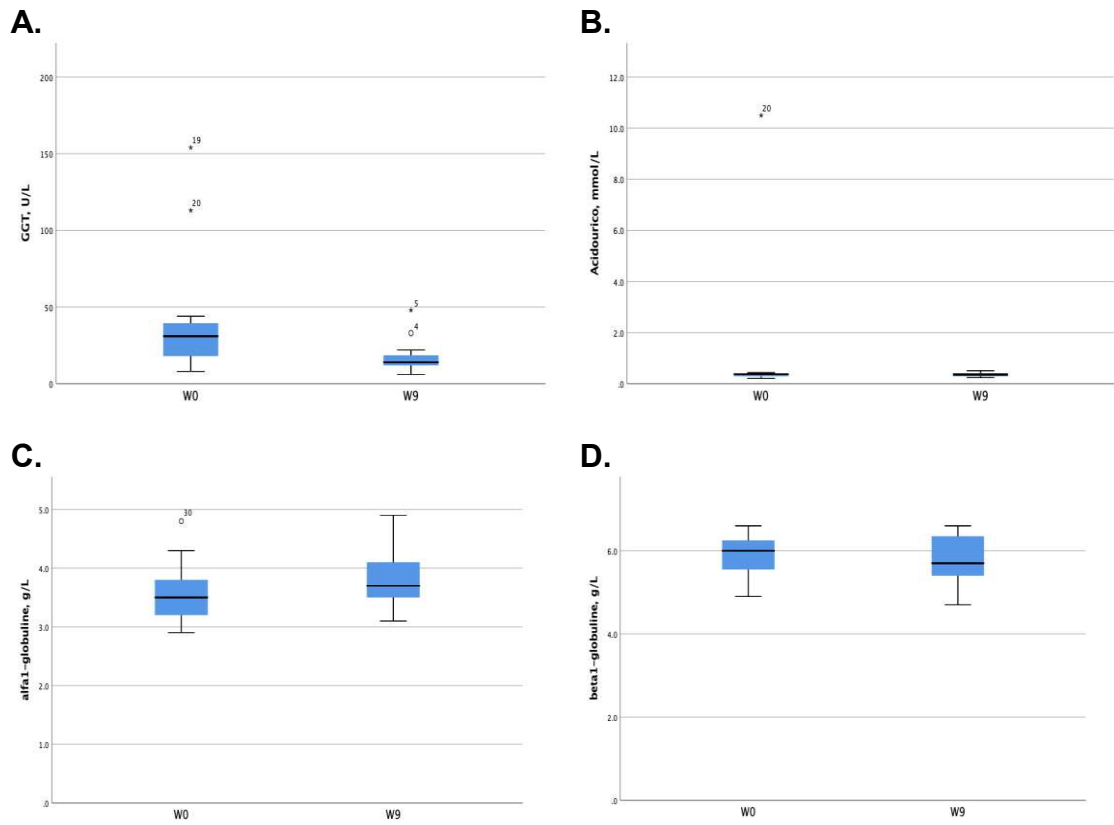 A.
GGT, U/L
200
150
100
50
0
*19
*20
*5
o4
W0
W9
B.
Acidourico, mmol/L
12.0
10.0
8.0
6.0
4.0
2.0
.0
*20
W0
W9
C.
alfa1-globuline, g/L
5.0
4.0
3.0
2.0
1.0
.0
30
W0
W9
D.
beta1-globuline, g/L
6.0
4.0
2.0
.0
W0
W9